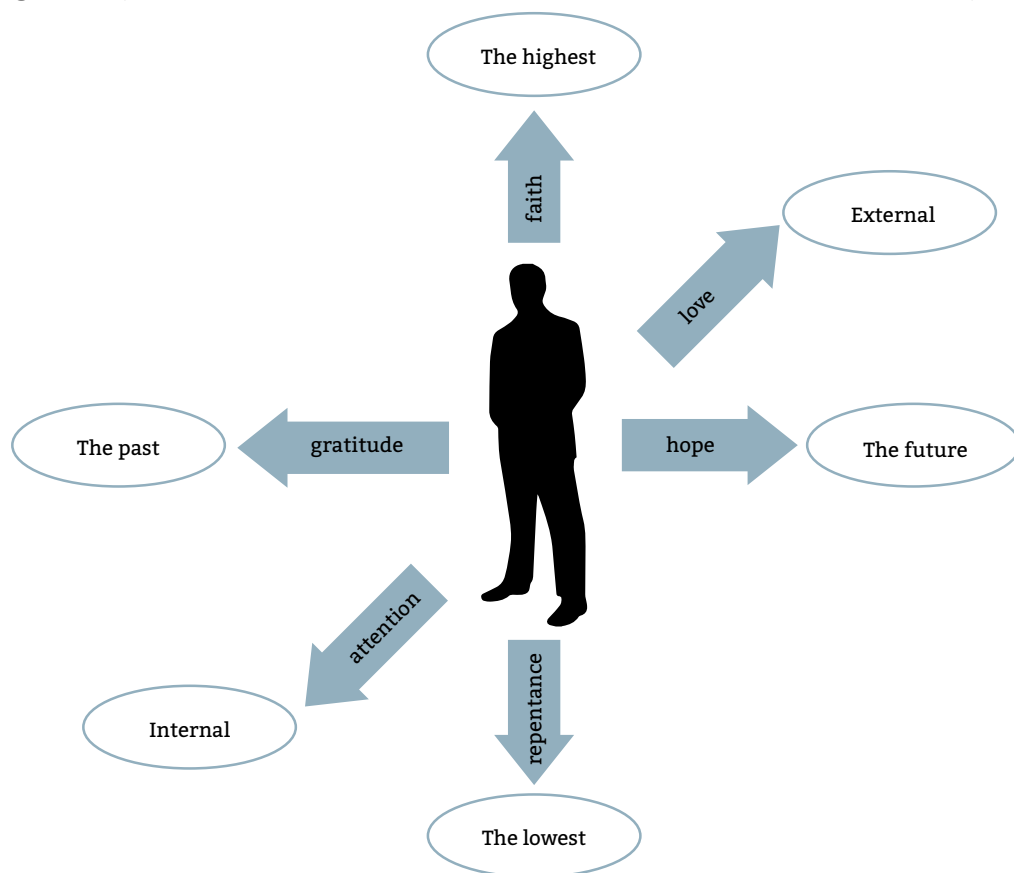 The highest
faith
External
love
The past
gratitude
hope
The future
attention
Internal
repentance
The lowest